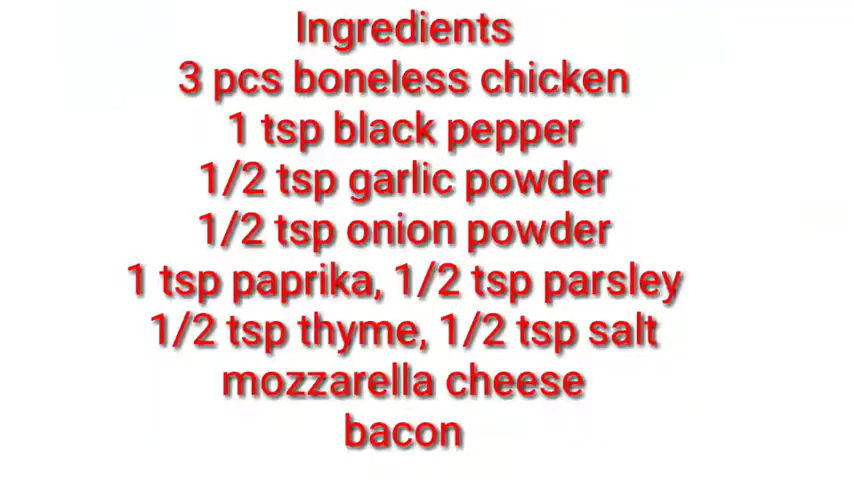 Ingredients
3 pcs boneless chicken
1 tsp black pepper
1/2 tsp garlic powder
1/2 tsp onion powder
1 tsp paprika, 1/2 tsp parsley
1/2 tsp thyme, 1/2 tsp salt
mozzarella cheese
bacon